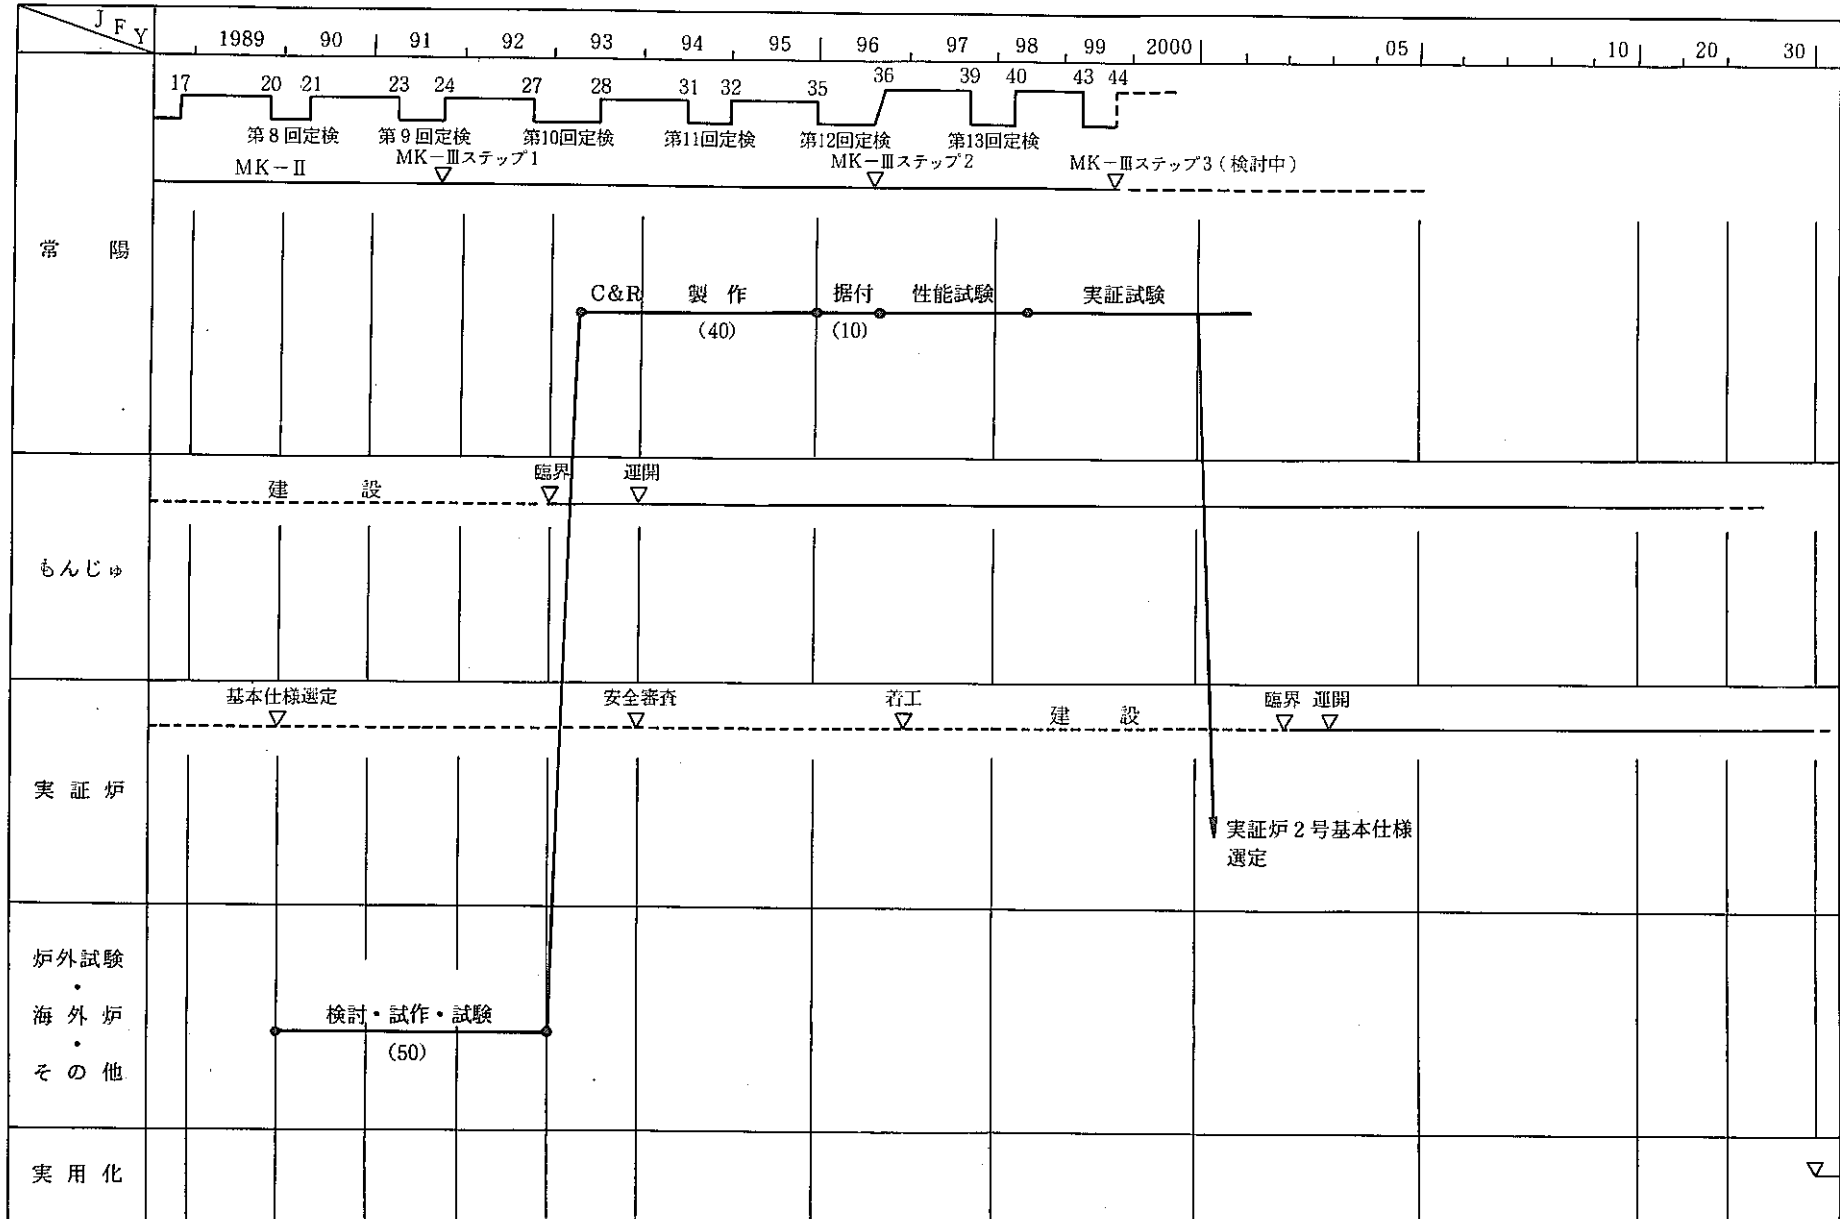 JFY
1989 90 91 92 93 94 95 96 97 98 99 2000 05 10 20 30
17 20 21 23 24 27 28 31 32 35 36 39 40 43 44
第8回定検 第9回定検 第10回定検 第11回定検 第12回定検 第13回定検
MK-Ⅱ MK-Ⅲステップ1 MK-Ⅲステップ2 MK-Ⅲステップ3(検討中)
常陽
C&R 製作 据付 性能試験 実証試験
(40) (10)
臨界 運開
建設
もんじゅ
基本仕様選定 安全審査 着工 建設 臨界 運開
実証炉
実証炉2号基本仕様
選定
炉外試験
・
海外炉
・
その他
検討・試作・試験
(50)
実用化